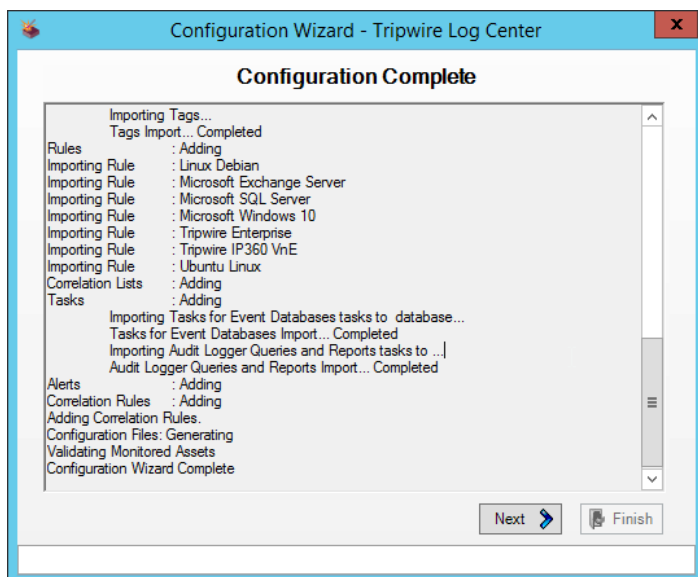 Configuration Wizard - Tripwire Log Center
x
Configuration Complete
Importing Tags...
Tags Import... Completed
Rules : Adding
Importing Rule : Linux Debian
Importing Rule : Microsoft Exchange Server
Importing Rule : Microsoft SQL Server
Importing Rule : Microsoft Windows 10
Importing Rule : Tripwire Enterprise
Importing Rule : Tripwire IP360 VnE
Importing Rule : Ubuntu Linux
Correlation Lists : Adding
Tasks : Adding
Importing Tasks for Event Databases tasks to database...
Tasks for Event Databases Import... Completed
Importing Audit Logger Queries and Reports tasks to ...
Audit Logger Queries and Reports Import... Completed
Alerts : Adding
Correlation Rules : Adding
Adding Correlation Rules.
Configuration Files: Generating
Validating Monitored Assets
Configuration Wizard Complete
Next Finish